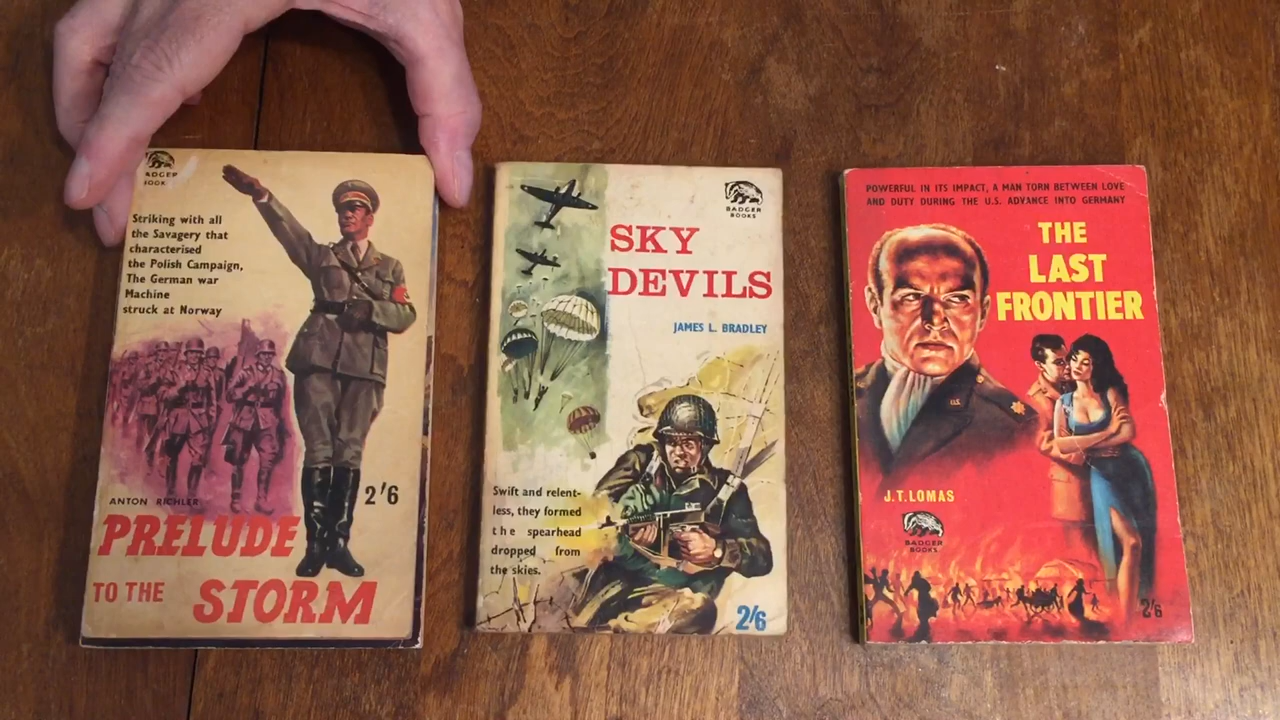 BADGER
BOOK
Striking with all
the Savagery that
characterised
the Polish Campaign,
The German war
Machine
struck at Norway
ANTON RICHLER
2'6
PRELUDE
TO THE STORM
BADGER
BOOKS
SKY
DEVILS
JAMES L. BRADLEY
Swift and relent-
less, they formed
the spearhead
dropped from
the skies.
2/6
POWERFUL IN ITS IMPACT, A MAN TORN BETWEEN LOVE
AND DUTY DURING THE U.S. ADVANCE INTO GERMANY
THE
LAST
FRONTIER
U.S.
J.T. LOMAS
BADGER
BOOKS
2/6